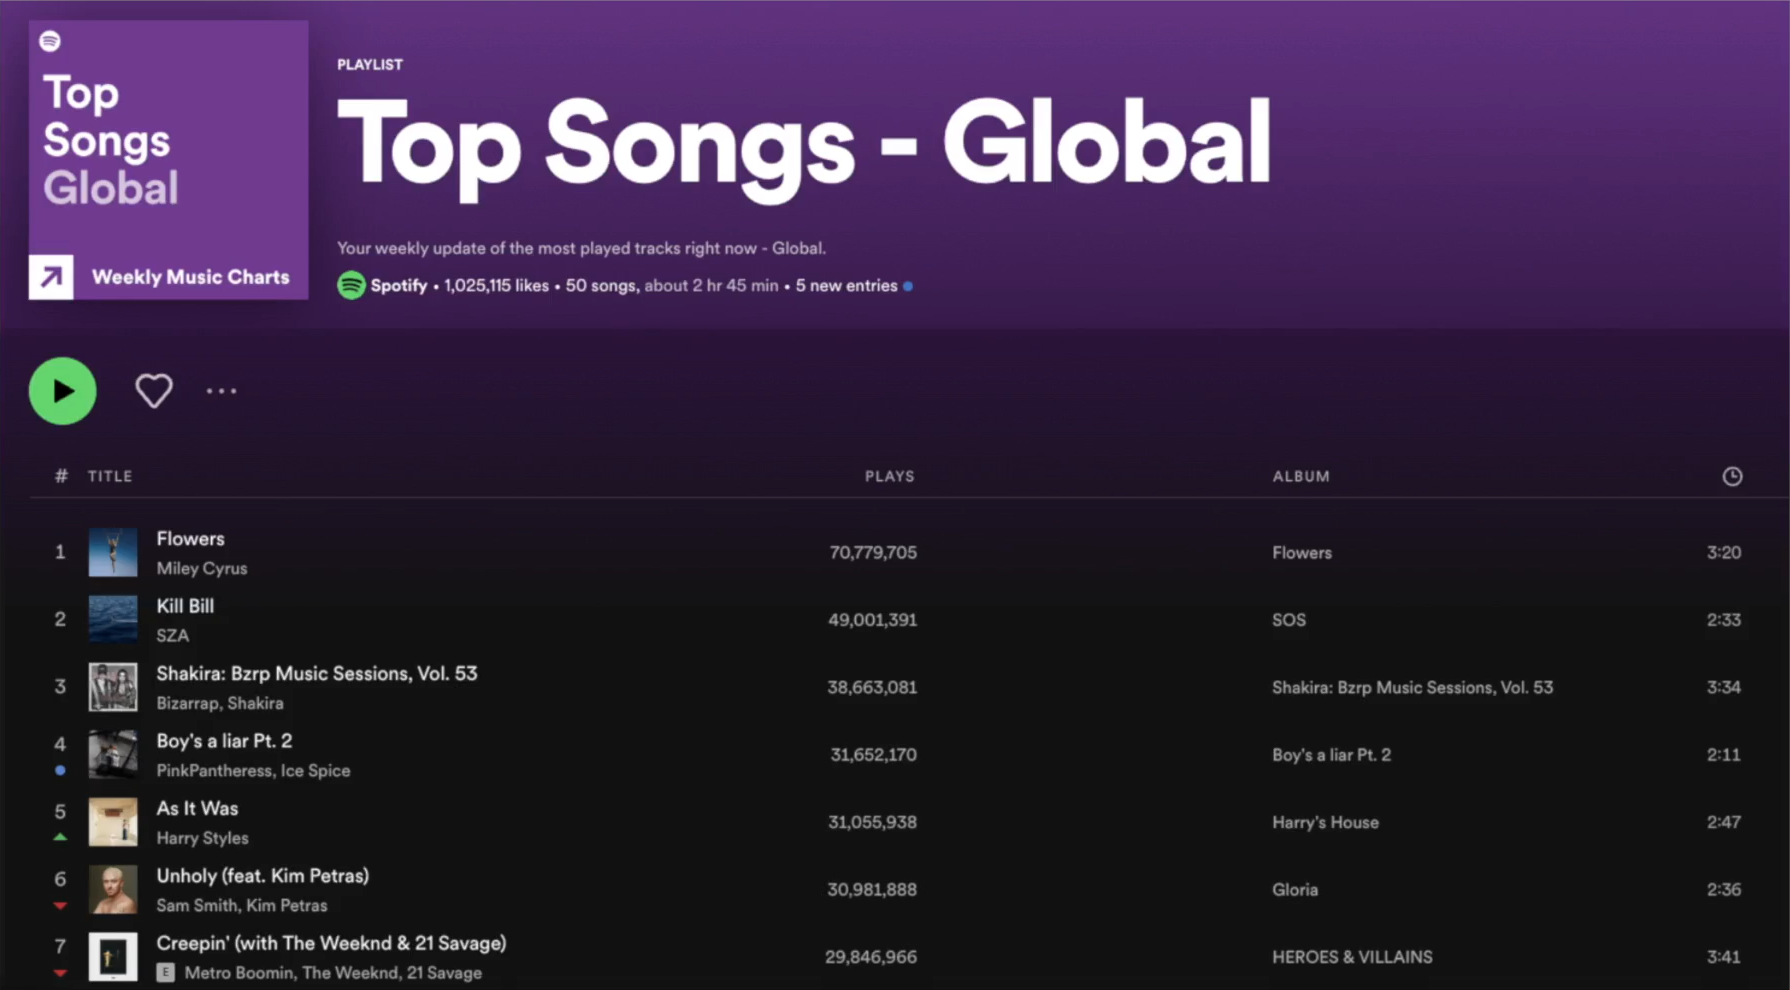 Top
Songs
Global
Weekly Music Charts
PLAYLIST
Top Songs - Global
Your weekly update of the most played tracks right now - Global.
Spotify • 1,025,115 likes • 50 songs, about 2 hr 45 min • 5 new entries
# TITLE PLAYS ALBUM
1 Flowers 70,779,705 Flowers 3:20
Miley Cyrus
2 Kill Bill 49,001,391 SOS 2:33
SZA
3 Shakira: Bzrp Music Sessions, Vol. 53 38,663,081 Shakira: Bzrp Music Sessions, Vol. 53 3:34
Bizarrap, Shakira
4 Boy's a liar Pt. 2 31,652,170 Boy's a liar Pt. 2 2:11
PinkPantheress, Ice Spice
5 As It Was 31,055,938 Harry's House 2:47
Harry Styles
6 Unholy (feat. Kim Petras) 30,981,888 Gloria 2:36
Sam Smith, Kim Petras
7 Creepin' (with The Weeknd & 21 Savage) 29,846,966 HEROES & VILLAINS 3:41
E Metro Boomin, The Weeknd, 21 Savage